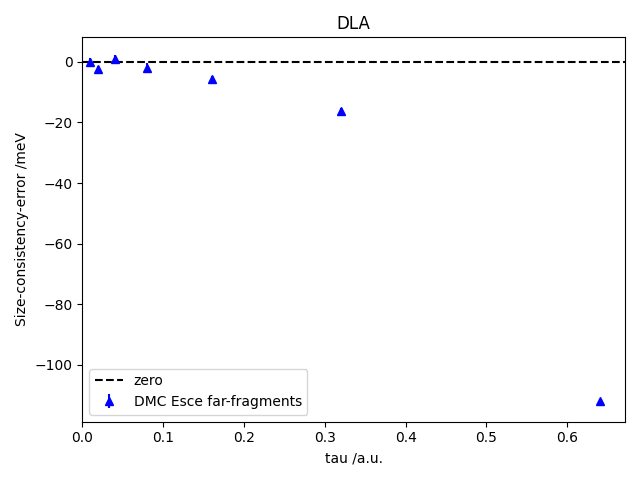 DLA
Size-consistency-error /meV
0
−20
−40
−60
−80
−100
zero
DMC Esce far-fragments
0.0 0.1 0.2 0.3 0.4 0.5 0.6
tau /a.u.